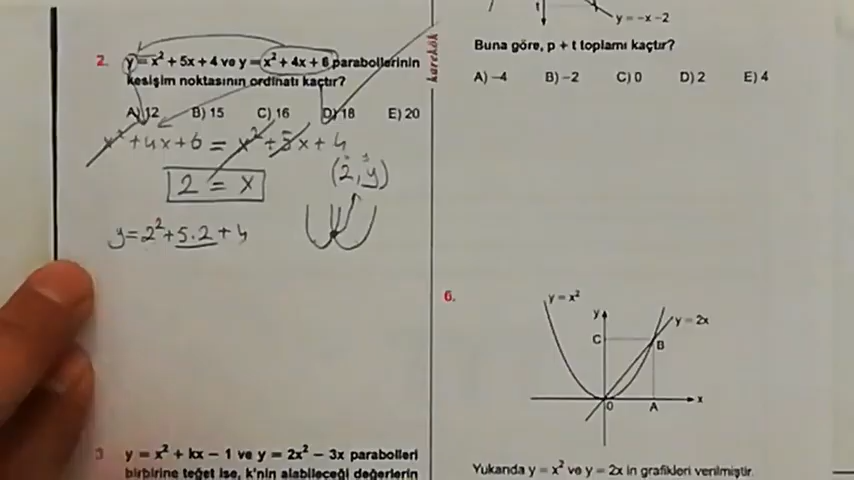 2. y = x² + 5x + 4 ve y = x² + 4x + 6 parabollerinin
kesişim noktasının ordinatı kaçtır?
A) 12 B) 15 C) 16 D) 18 E) 20
x² + 4x + 6 = x² + 5x + 4
2 = x
(2, y)
y = 2² + 5.2 + 4
3 y = x² + kx – 1 ve y = 2x² – 3x parabolleri
birbirine teğet ise, k'nin alabileceği değerlerin
karekök
t
y = –x – 2
Buna göre, p + t toplamı kaçtır?
A) –4 B) –2 C) 0 D) 2 E) 4
6.
y = x²
y
y = 2x
C
B
0
A
x
Yukarıda y = x² ve y = 2x in grafikleri verilmiştir.